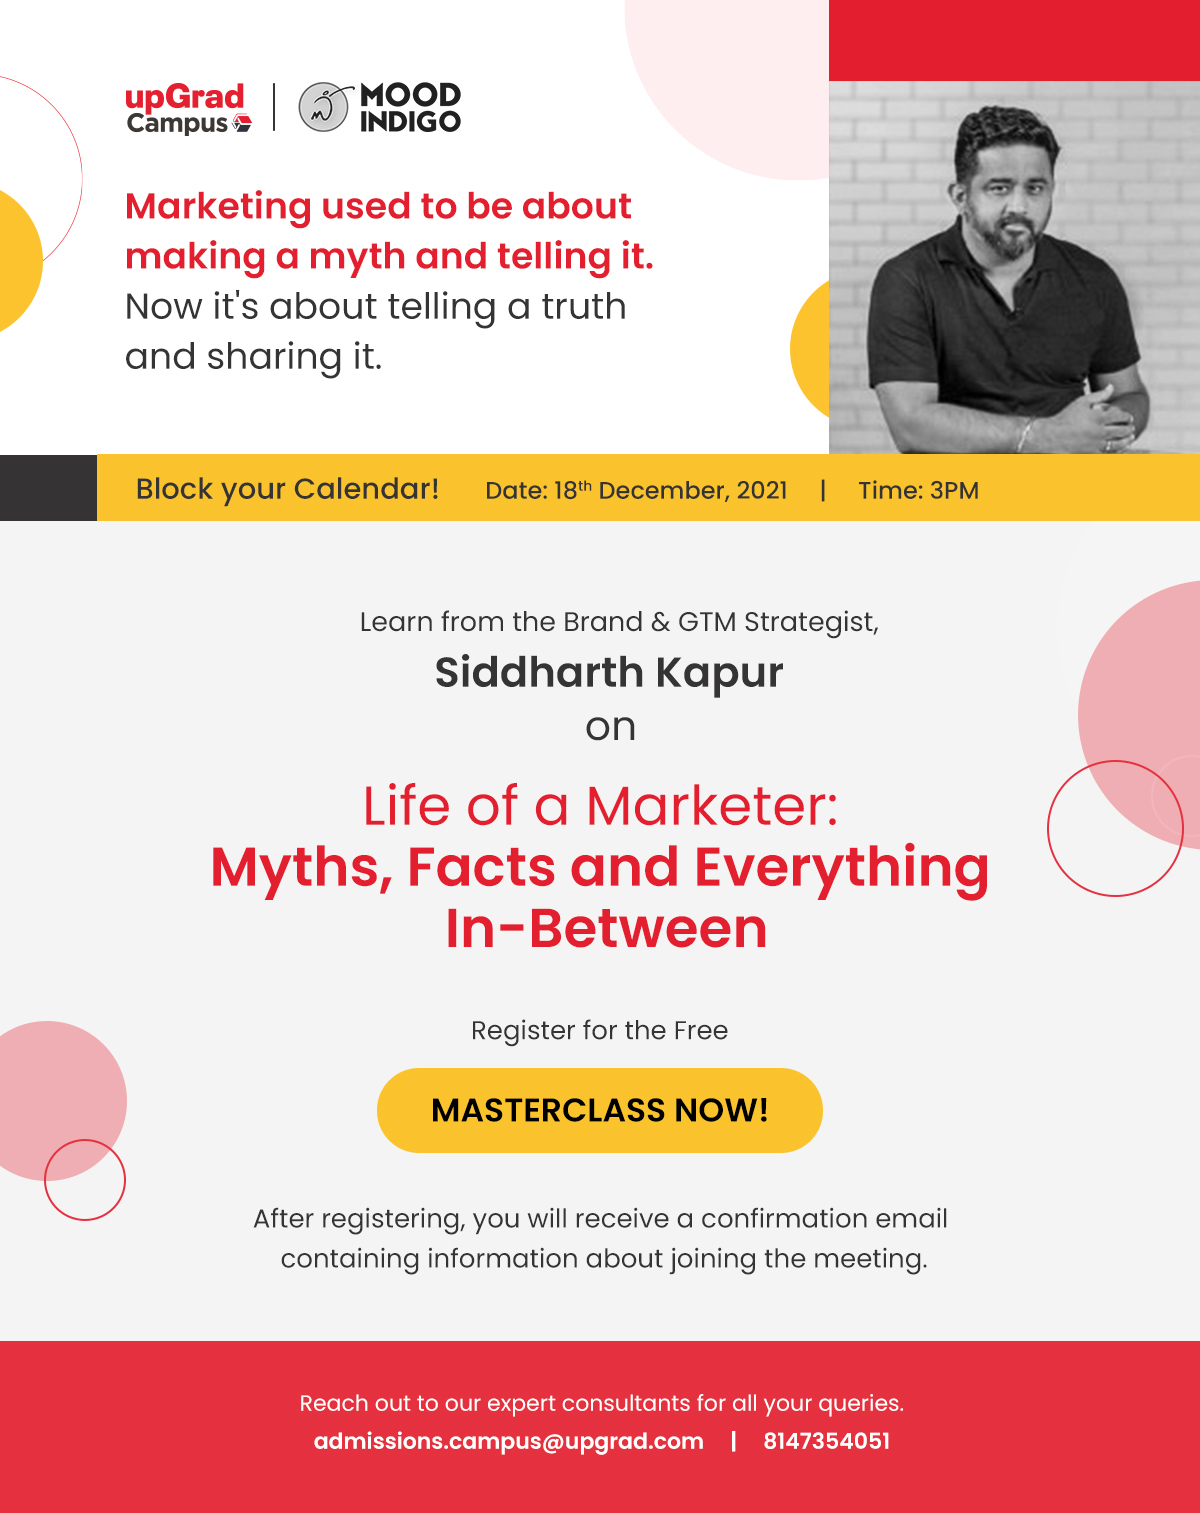 upGrad
Campus
MOOD
INDIGO
Marketing used to be about
making a myth and telling it.
Now it's about telling a truth
and sharing it.
Block your Calendar! Date: 18th December, 2021 | Time: 3PM
Learn from the Brand & GTM Strategist,
Siddharth Kapur
on
Life of a Marketer:
Myths, Facts and Everything
In-Between
Register for the Free
MASTERCLASS NOW!
After registering, you will receive a confirmation email
containing information about joining the meeting.
Reach out to our expert consultants for all your queries.
admissions.campus@upgrad.com | 8147354051